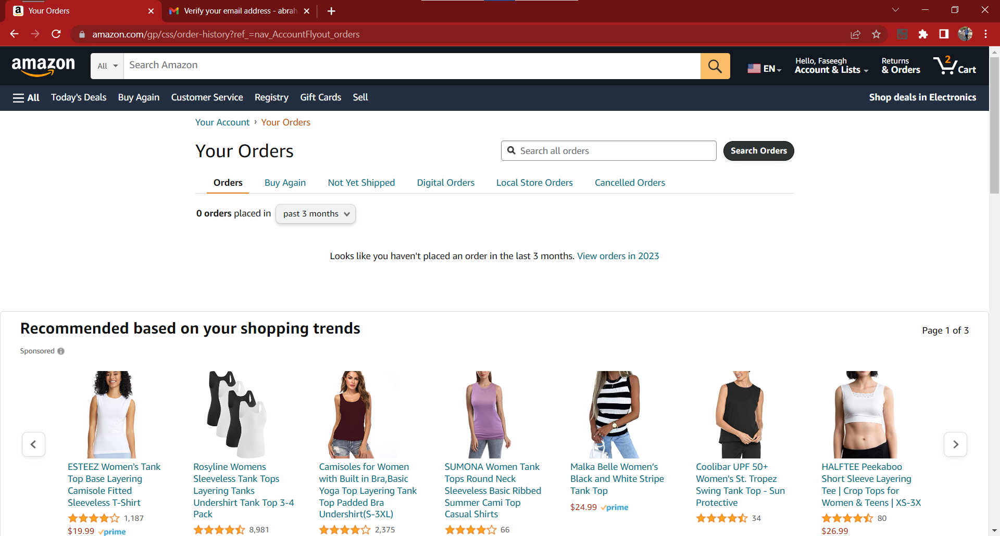 Your Orders
Verify your email address - abrah
amazon.com/gp/css/order-history?ref_=nav_AccountFlyout_orders
amazon
All
Search Amazon
EN
Hello, Faseegh
Account & Lists
Returns
& Orders
2
Cart
All
Today's Deals
Buy Again
Customer Service
Registry
Gift Cards
Sell
Shop deals in Electronics
Your Account › Your Orders
Your Orders
Search all orders
Search Orders
Orders
Buy Again
Not Yet Shipped
Digital Orders
Local Store Orders
Cancelled Orders
0 orders placed in past 3 months
Looks like you haven't placed an order in the last 3 months. View orders in 2023
Recommended based on your shopping trends
Page 1 of 3
Sponsored
ESTEEZ Women's Tank
Top Base Layering
Camisole Fitted
Sleeveless T-Shirt
1,187
$19.99 prime
Rosyline Womens
Sleeveless Tank Tops
Layering Tanks
Undershirt Tank Top 3-4
Pack
8,981
Camisoles for Women
with Built in Bra,Basic
Yoga Top Layering Tank
Top Padded Bra
Undershirt(S-3XL)
2,375
SUMONA Women Tank
Tops Round Neck
Sleeveless Basic Ribbed
Summer Cami Top
Casual Shirts
66
Malka Belle Women’s
Black and White Stripe
Tank Top
$24.99 prime
Coolibar UPF 50+
Women's St. Tropez
Swing Tank Top - Sun
Protective
34
HALFTEE Peekaboo
Short Sleeve Layering
Tee | Crop Tops for
Women & Teens | XS-3X
80
$26.99